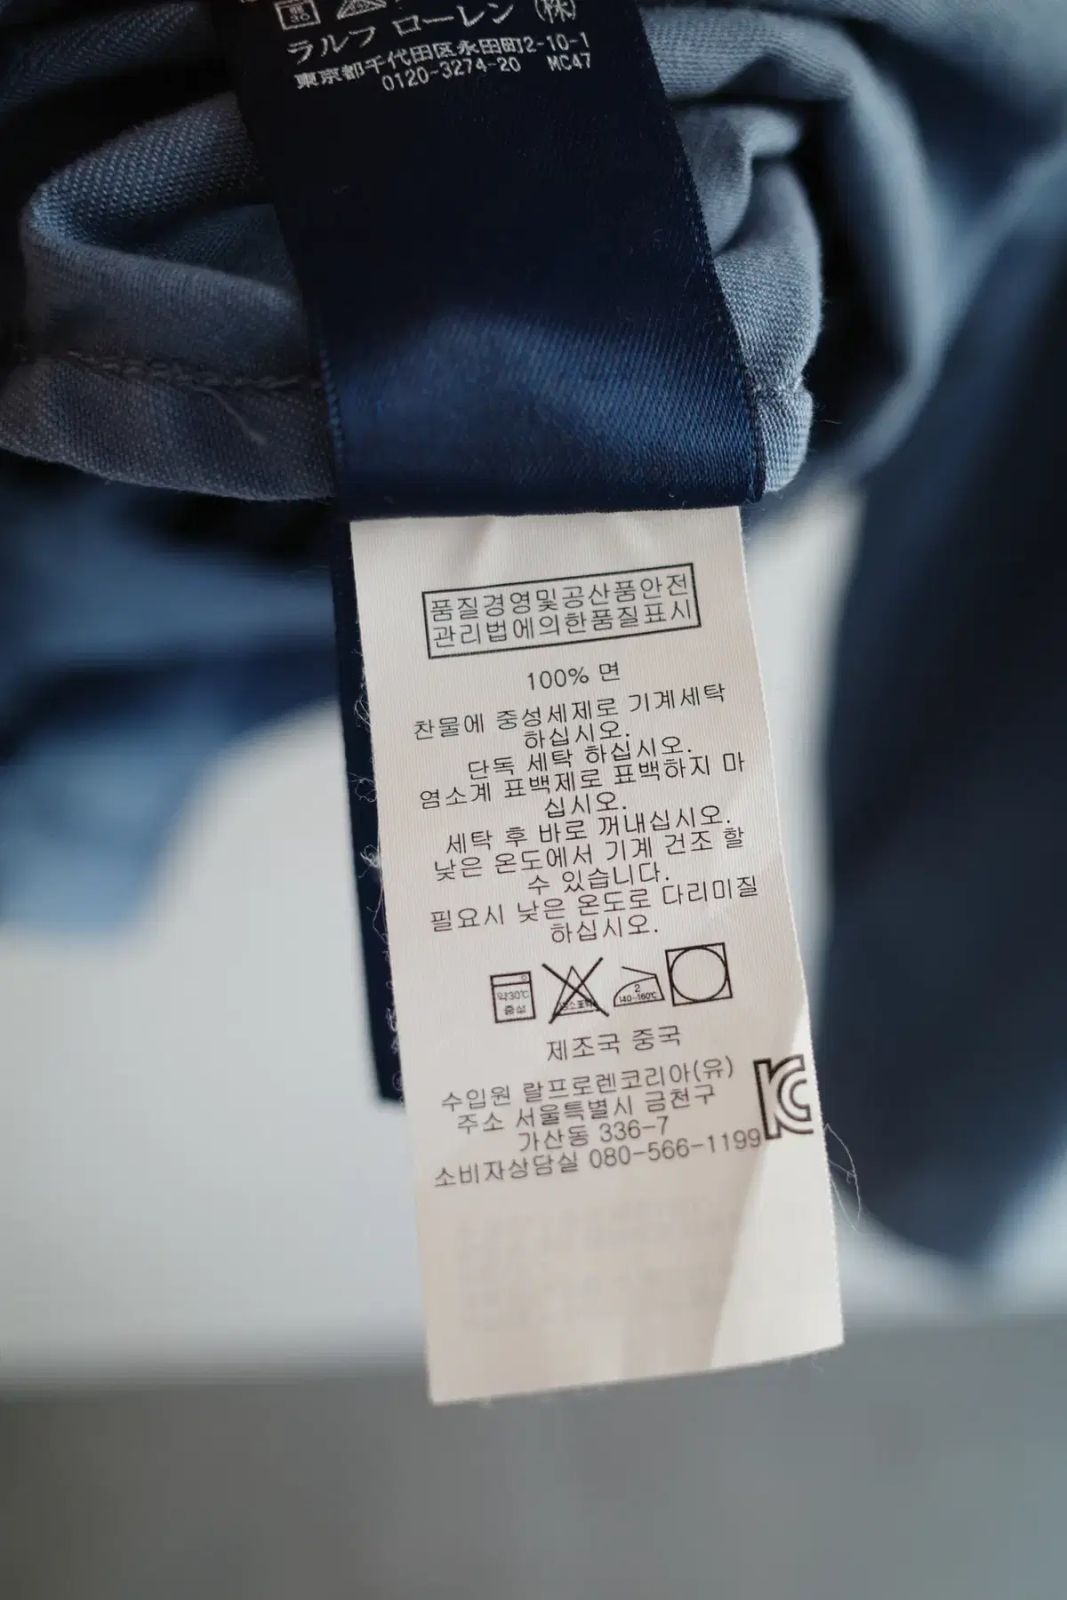 30
ラルフ ローレン (株)
東京都千代田区永田町2-10-1
0120-3274-20 MC47
품질경영및공산품안전
관리법에의한품질표시
100% 면
찬물에 중성세제로 기계세탁
하십시오.
단독 세탁 하십시오.
염소계 표백제로 표백하지 마
십시오.
세탁 후 바로 꺼내십시오.
낮은 온도에서 기계 건조 할
수 있습니다.
필요시 낮은 온도로 다리미질
하십시오.
약30℃
중성
2
140~160℃
제조국 중국
수입원 랄프로렌코리아(유)
주소 서울특별시 금천구
가산동 336-7
소비자상담실 080-566-1199